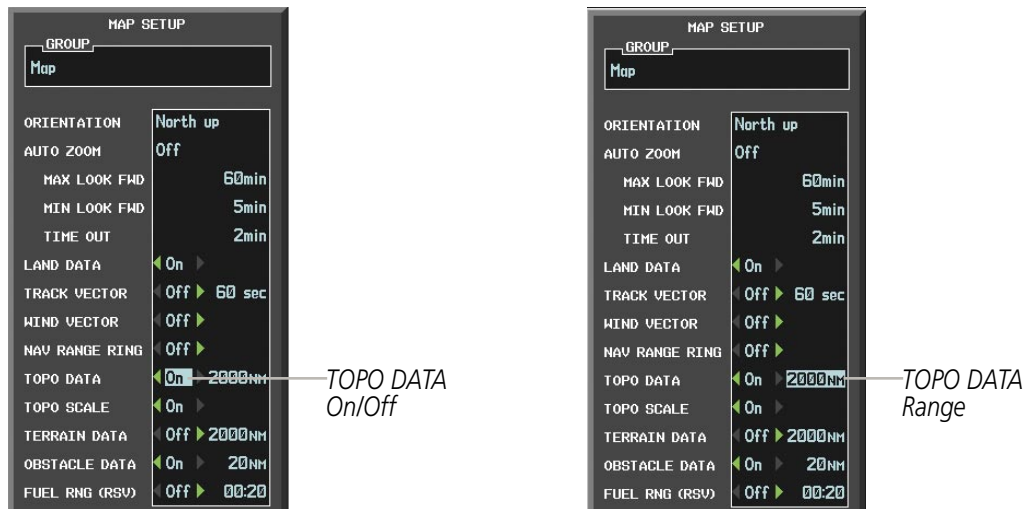 MAP SETUP
GROUP
Map
ORIENTATION North up
AUTO ZOOM Off
MAX LOOK FWD 60min
MIN LOOK FWD 5min
TIME OUT 2min
LAND DATA On
TRACK VECTOR Off 60 sec
WIND VECTOR Off
NAV RANGE RING Off
TOPO DATA On 2000NM
TOPO SCALE On
TERRAIN DATA Off 2000NM
OBSTACLE DATA On 20NM
FUEL RNG (RSV) Off 00:20
TOPO DATA
On/Off
MAP SETUP
GROUP
Map
ORIENTATION North up
AUTO ZOOM Off
MAX LOOK FWD 60min
MIN LOOK FWD 5min
TIME OUT 2min
LAND DATA On
TRACK VECTOR Off 60 sec
WIND VECTOR Off
NAV RANGE RING Off
TOPO DATA On 2000NM
TOPO SCALE On
TERRAIN DATA Off 2000NM
OBSTACLE DATA On 20NM
FUEL RNG (RSV) Off 00:20
TOPO DATA
Range